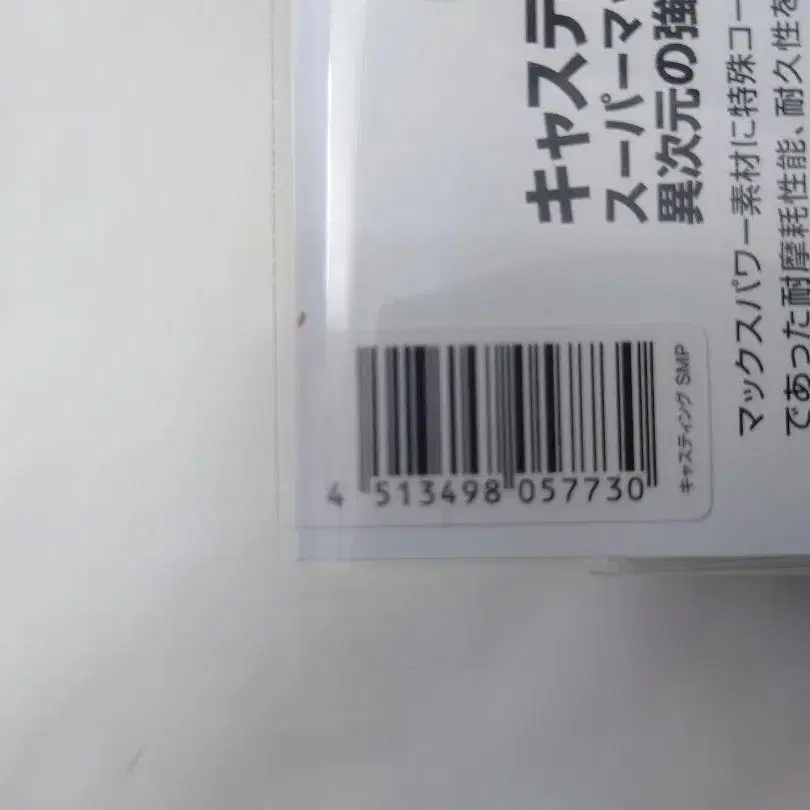 キャステ
スーパーマッ
異次元の強
マックスパワー素材に特殊コー
であった耐摩耗性能、耐久性を
4 513498 057730
キャスティング SMP